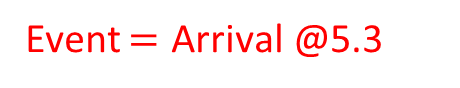 Event = Arrival @5.3